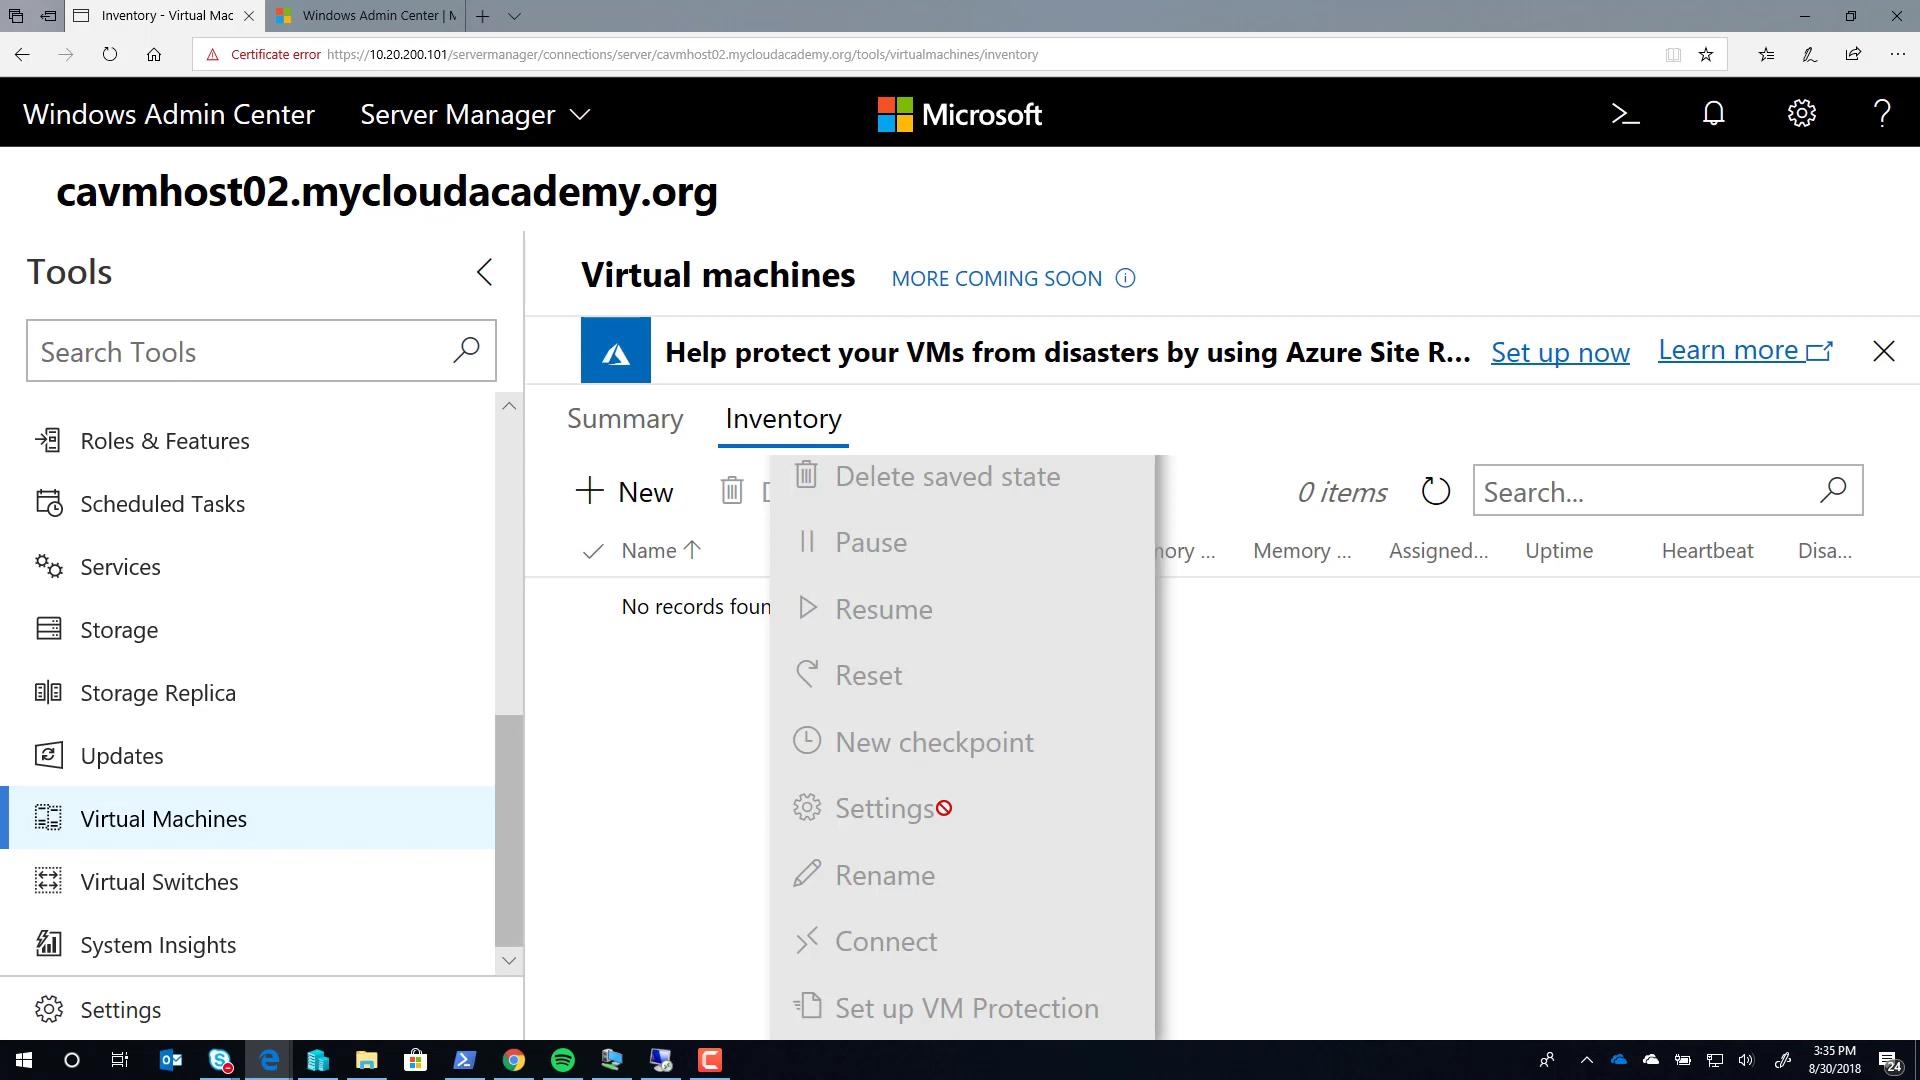 Inventory - Virtual Mac
Windows Admin Center | M
Certificate error https://10.20.200.101/servermanager/connections/server/cavmhost02.mycloudacademy.org/tools/virtualmachines/inventory
Windows Admin Center Server Manager
Microsoft
cavmhost02.mycloudacademy.org
Tools
Search Tools
Roles & Features
Scheduled Tasks
Services
Storage
Storage Replica
Updates
Virtual Machines
Virtual Switches
System Insights
Settings
Virtual machines MORE COMING SOON
Help protect your VMs from disasters by using Azure Site R... Set up now Learn more
Summary Inventory
New D 0 items Search...
Name ory ... Memory ... Assigned... Uptime Heartbeat Disa...
No records foun
Delete saved state
Pause
Resume
Reset
New checkpoint
Settings
Rename
Connect
Set up VM Protection
3:35 PM
8/30/2018
24